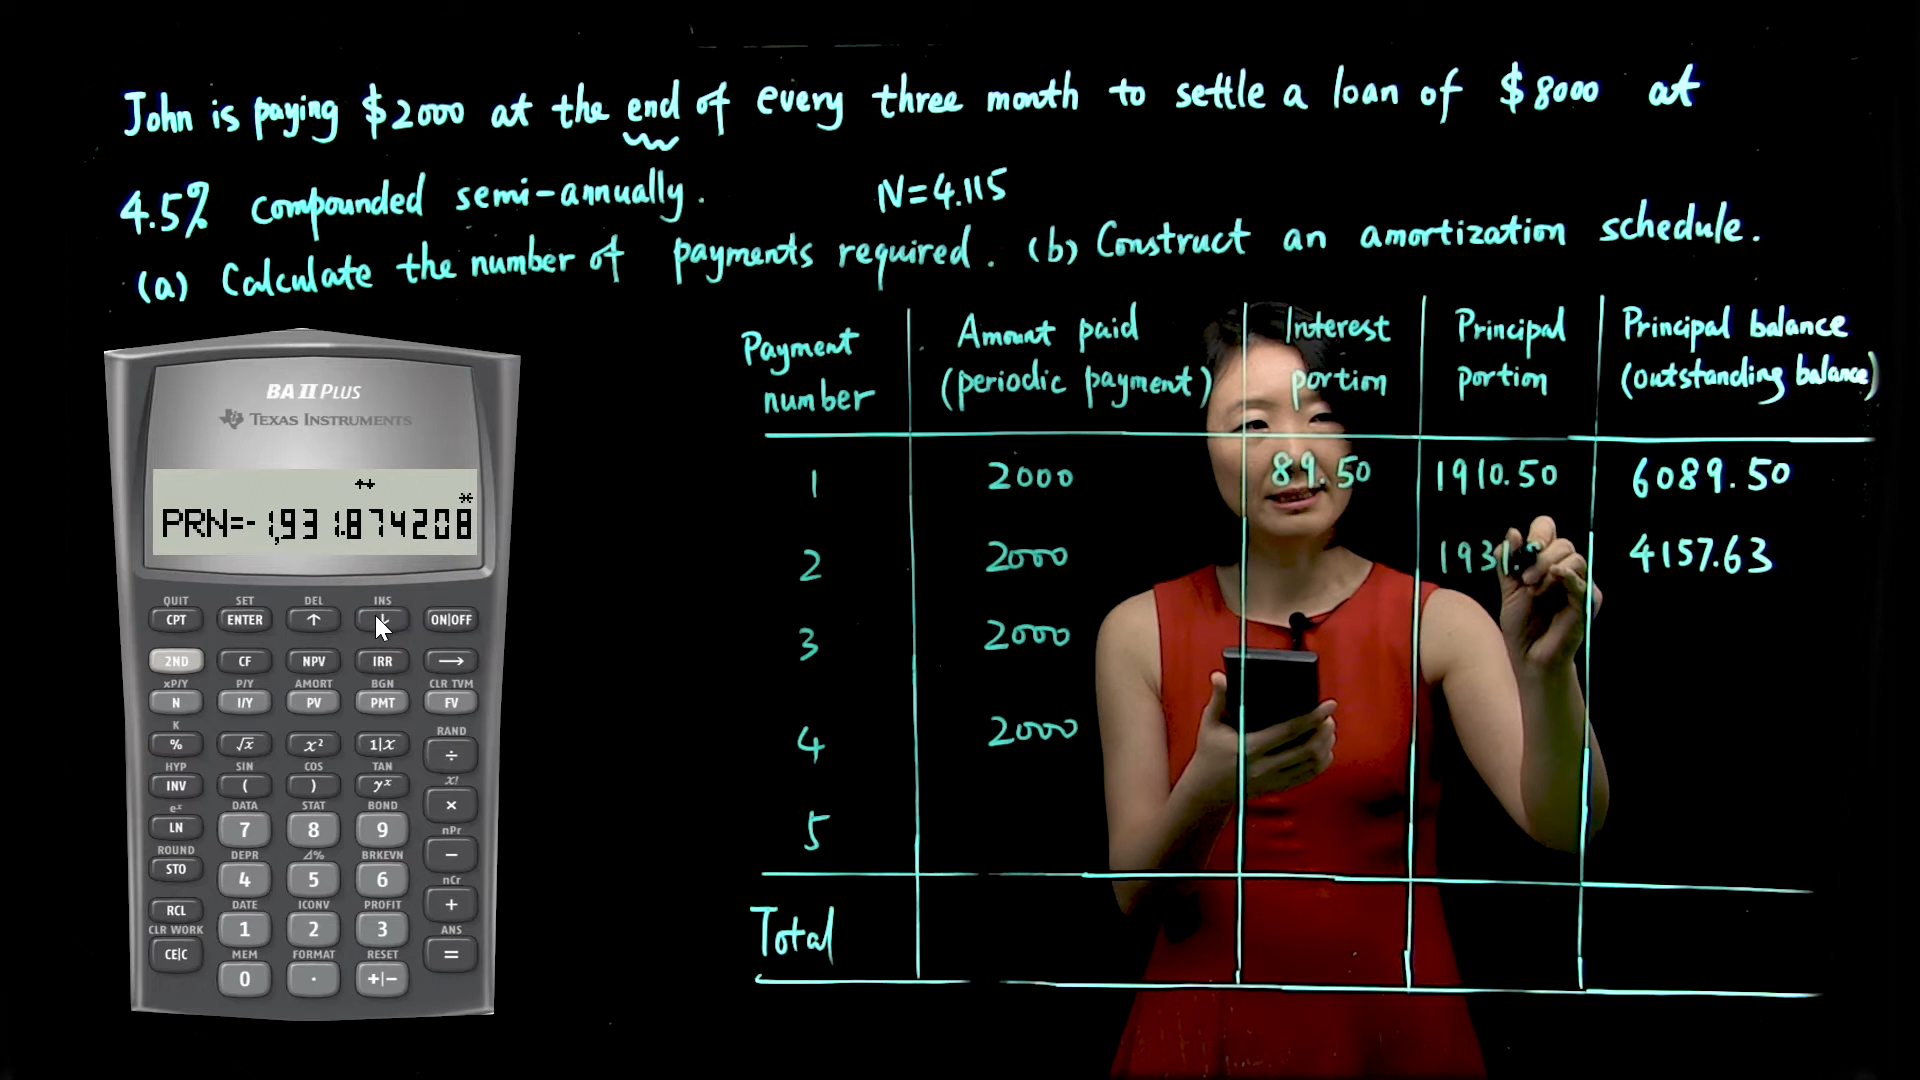 John is paying $2000 at the end of every three month to settle a loan of $8000 at
4.5% compounded semi-annually. N=4.115
(a) Calculate the number of payments required. (b) Construct an amortization schedule.
Payment number Amount paid (periodic payment) Interest portion Principal portion Principal balance (outstanding balance)
1 2000 89.50 1910.50 6089.50
2 2000 1931. 4157.63
3 2000
4 2000
5
Total
BA II PLUS
TEXAS INSTRUMENTS
PRN=-1,931.874208
QUIT SET DEL INS
CPT ENTER ↑ ↓ ON|OFF
2ND CF NPV IRR →
xP/Y P/Y AMORT BGN CLR TVM
N I/Y PV PMT FV
K RAND
% √x x² 1|x ÷
HYP SIN COS TAN x!
INV ( ) yˣ ×
eˣ DATA STAT BOND nPr
LN 7 8 9 −
ROUND DEPR Δ% BRKEVN nCr
STO 4 5 6 +
DATE ICONV PROFIT ANS
RCL 1 2 3 =
CLR WORK MEM FORMAT RESET
CE|C 0 . +|−